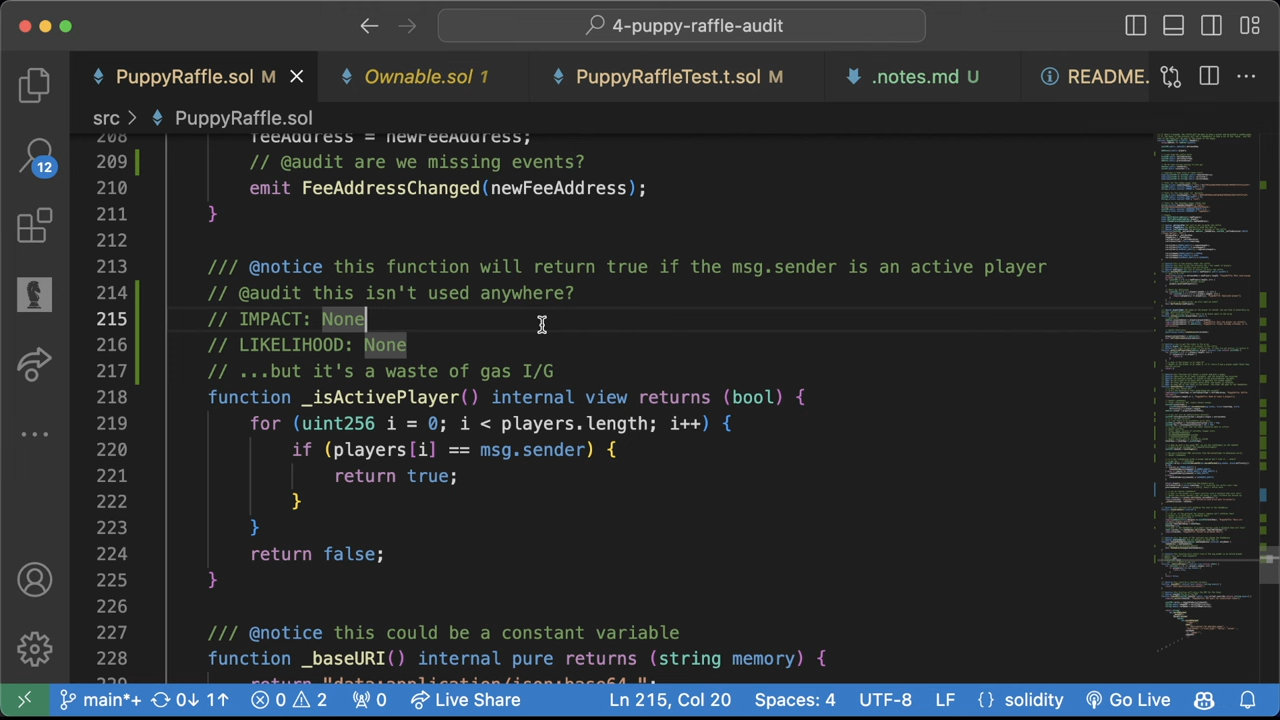 4-puppy-raffle-audit
PuppyRaffle.sol M
Ownable.sol 1
PuppyRaffleTest.t.sol M
.notes.md U
README.
src > PuppyRaffle.sol
208 feeAddress = newFeeAddress;
209 // @audit are we missing events?
210 emit FeeAddressChanged(newFeeAddress);
211 }
212
213 /// @notice this function will return true if the msg.sender is an active player
214 // @audit this isn't used anywhere?
215 // IMPACT: None
216 // LIKELIHOOD: None
217 // ...but it's a waste of gas I/G
218 function _isActivePlayer() internal view returns (bool) {
219 for (uint256 i = 0; i < players.length; i++) {
220 if (players[i] == msg.sender) {
221 return true;
222 }
223 }
224 return false;
225 }
226
227 /// @notice this could be a constant variable
228 function _baseURI() internal pure returns (string memory) {
229 return "data:application/json;base64,";
12
main*+ 0↓ 1↑ 0 2 0 Live Share Ln 215, Col 20 Spaces: 4 UTF-8 LF {} solidity Go Live